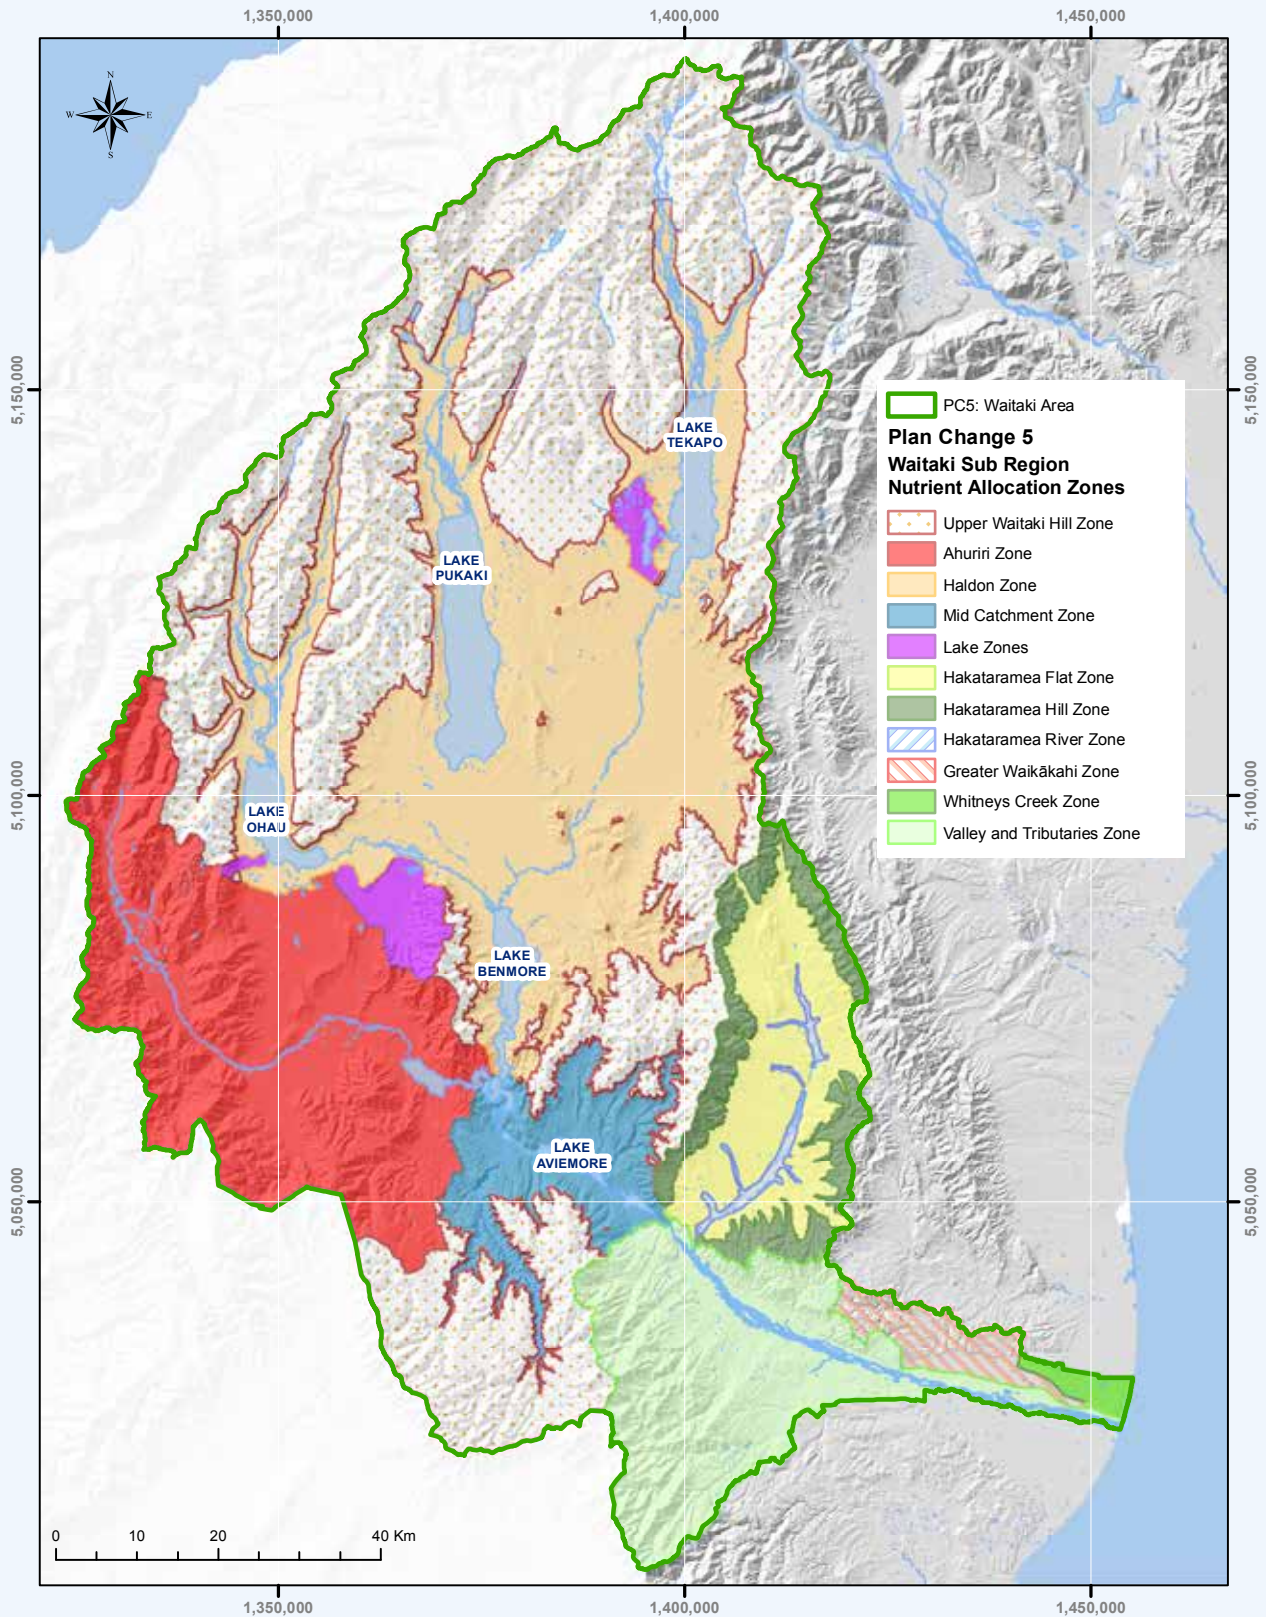 1,350,000
1,400,000
1,450,000
N
W
E
S
5,150,000
5,150,000
LAKE
TEKAPO
PC5: Waitaki Area
Plan Change 5
Waitaki Sub Region
Nutrient Allocation Zones
Upper Waitaki Hill Zone
Ahuriri Zone
Haldon Zone
Mid Catchment Zone
Lake Zones
Hakataramea Flat Zone
Hakataramea Hill Zone
Hakataramea River Zone
Greater Waikākahi Zone
Whitneys Creek Zone
Valley and Tributaries Zone
LAKE
PUKAKI
5,100,000
5,100,000
LAKE
OHAU
LAKE
BENMORE
LAKE
AVIEMORE
5,050,000
5,050,000
0 10 20 40 Km
1,350,000
1,400,000
1,450,000